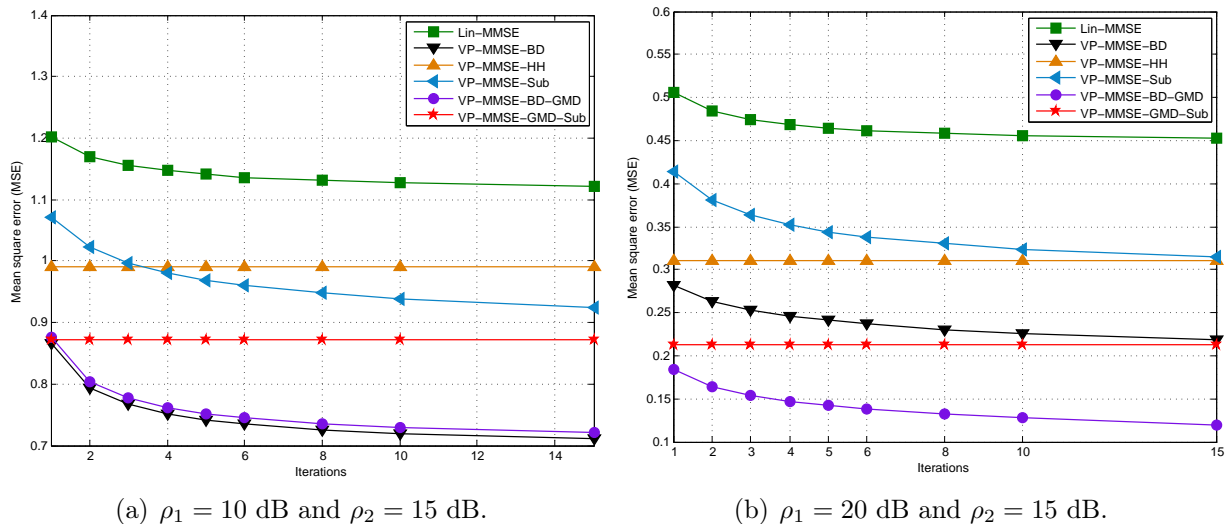 1.4
1.3
1.2
1.1
1
0.9
0.8
0.7
Mean square error (MSE)
2 4 6 8 10 12 14
Iterations
Lin−MMSE
VP−MMSE−BD
VP−MMSE−HH
VP−MMSE−Sub
VP−MMSE−BD−GMD
VP−MMSE−GMD−Sub
(a) ρ₁ = 10 dB and ρ₂ = 15 dB.
0.6
0.55
0.5
0.45
0.4
0.35
0.3
0.25
0.2
0.15
0.1
Mean square error (MSE)
1 2 3 4 5 6 8 10 15
Iterations
Lin−MMSE
VP−MMSE−BD
VP−MMSE−HH
VP−MMSE−Sub
VP−MMSE−BD−GMD
VP−MMSE−GMD−Sub
(b) ρ₁ = 20 dB and ρ₂ = 15 dB.